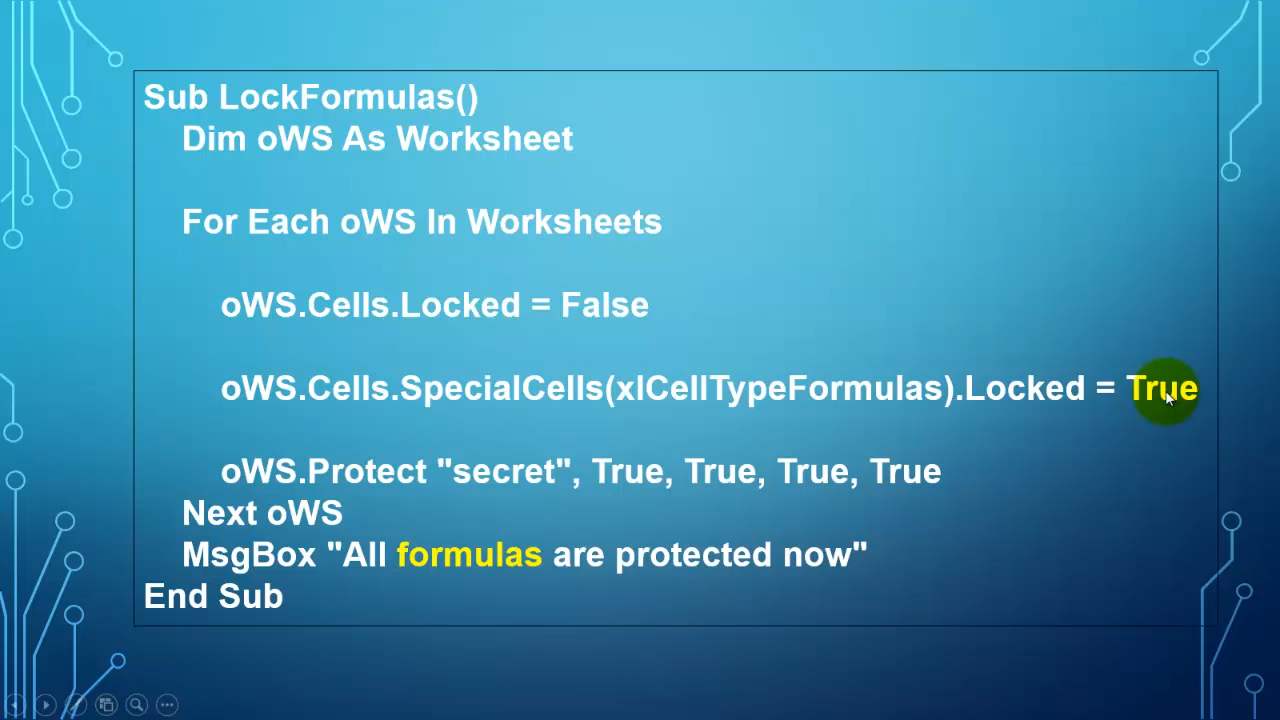 Sub LockFormulas()
Dim oWS As Worksheet
For Each oWS In Worksheets
oWS.Cells.Locked = False
oWS.Cells.SpecialCells(xlCellTypeFormulas).Locked = True
oWS.Protect "secret", True, True, True, True
Next oWS
MsgBox "All formulas are protected now"
End Sub